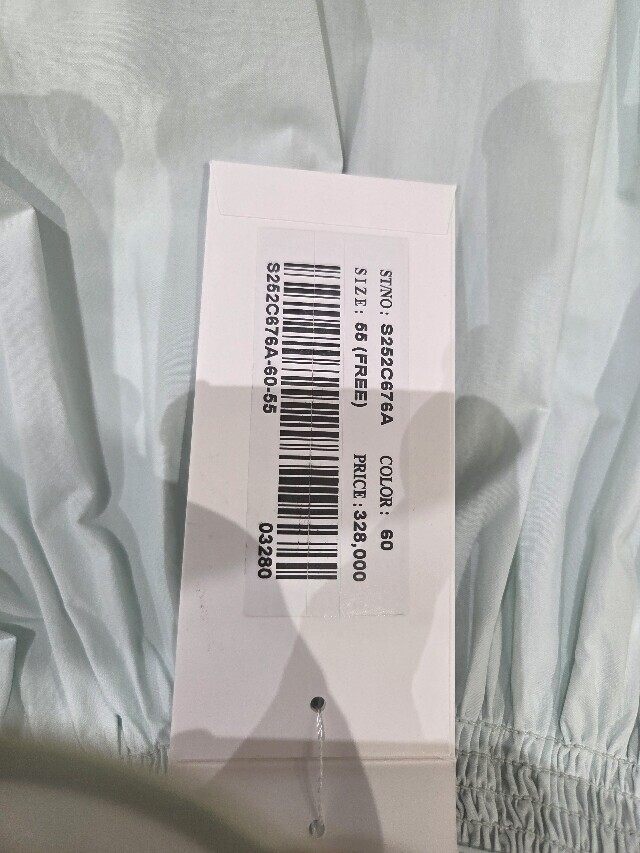 ST/NO: S252C676A COLOR: 60
SIZE: 55 (FREE) PRICE: 328,000
S252C676A-60-55 03280